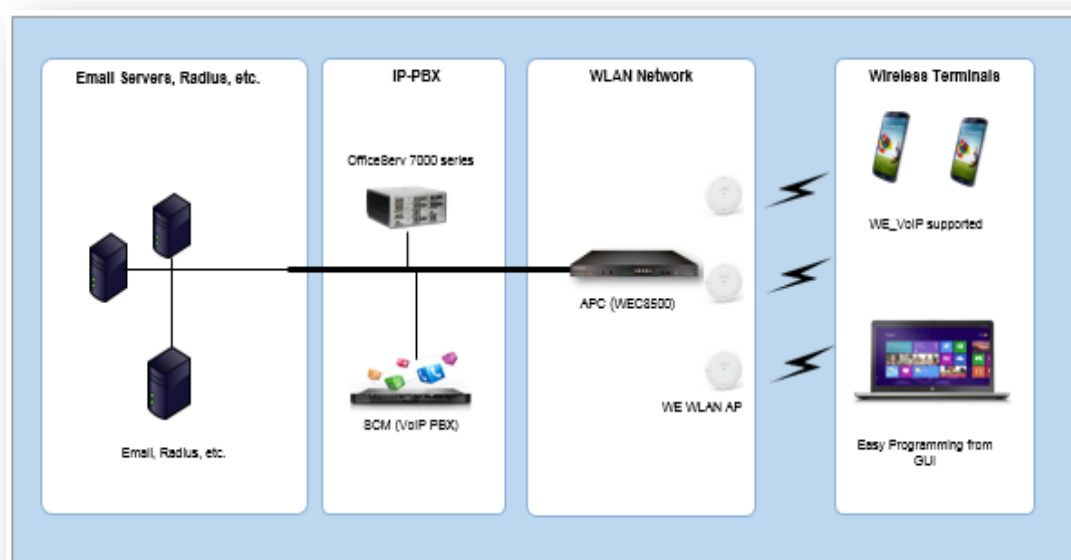 Email Servers, Radius, etc.
IP-PBX
WLAN Network
Wireless Terminals
OfficeServ 7000 series
WE_VoIP supported
APC (WEC8500)
WE WLAN AP
SCM (VoIP PBX)
Email, Radius, etc.
Easy Programming from
GUI